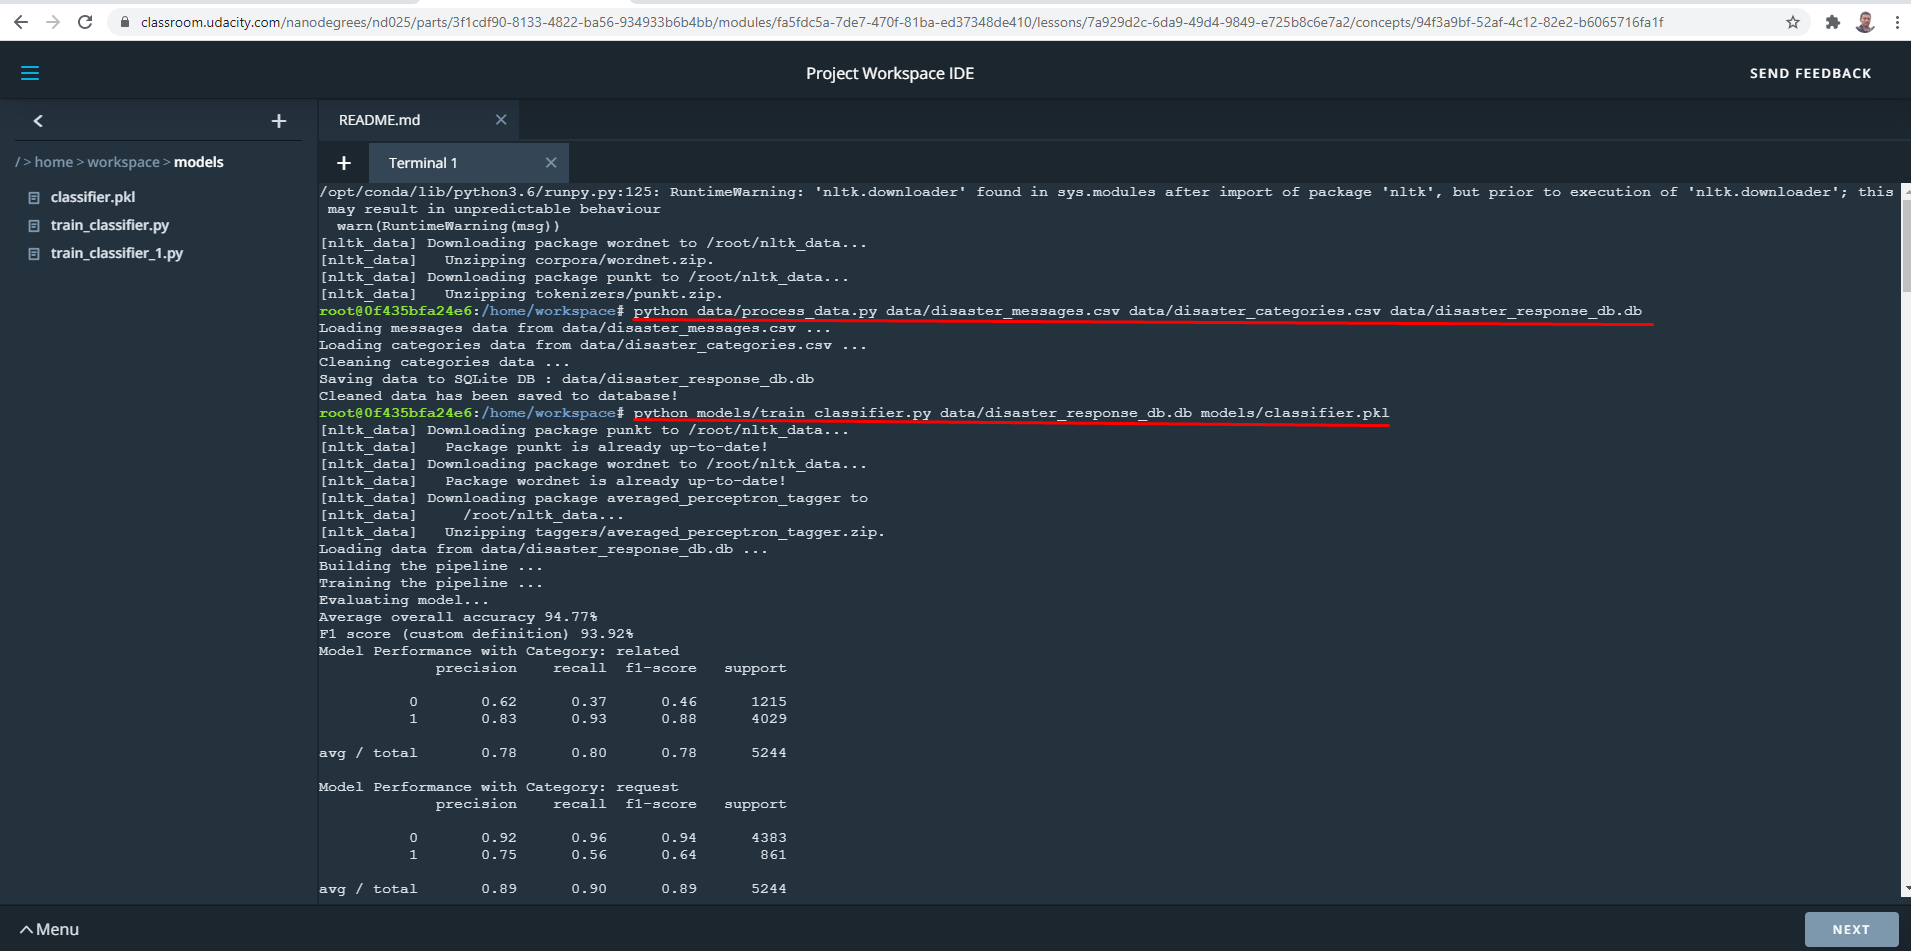 classroom.udacity.com/nanodegrees/nd025/parts/3f1cdf90-8133-4822-ba56-934933b6b4bb/modules/fa5fdc5a-7de7-470f-81ba-ed37348de410/lessons/7a929d2c-6da9-49d4-9849-e725b8c6e7a2/concepts/94f3a9bf-52af-4c12-82e2-b6065716fa1f
Project Workspace IDE
SEND FEEDBACK
/ > home > workspace > models
classifier.pkl
train_classifier.py
train_classifier_1.py
README.md
Terminal 1
/opt/conda/lib/python3.6/runpy.py:125: RuntimeWarning: 'nltk.downloader' found in sys.modules after import of package 'nltk', but prior to execution of 'nltk.downloader'; this
may result in unpredictable behaviour
warn(RuntimeWarning(msg))
[nltk_data] Downloading package wordnet to /root/nltk_data...
[nltk_data]   Unzipping corpora/wordnet.zip.
[nltk_data] Downloading package punkt to /root/nltk_data...
[nltk_data]   Unzipping tokenizers/punkt.zip.
root@0f435bfa24e6:/home/workspace# python data/process_data.py data/disaster_messages.csv data/disaster_categories.csv data/disaster_response_db.db
Loading messages data from data/disaster_messages.csv ...
Loading categories data from data/disaster_categories.csv ...
Cleaning categories data ...
Saving data to SQLite DB : data/disaster_response_db.db
Cleaned data has been saved to database!
root@0f435bfa24e6:/home/workspace# python models/train_classifier.py data/disaster_response_db.db models/classifier.pkl
[nltk_data] Downloading package punkt to /root/nltk_data...
[nltk_data]   Package punkt is already up-to-date!
[nltk_data] Downloading package wordnet to /root/nltk_data...
[nltk_data]   Package wordnet is already up-to-date!
[nltk_data] Downloading package averaged_perceptron_tagger to
[nltk_data]     /root/nltk_data...
[nltk_data]   Unzipping taggers/averaged_perceptron_tagger.zip.
Loading data from data/disaster_response_db.db ...
Building the pipeline ...
Training the pipeline ...
Evaluating model...
Average overall accuracy 94.77%
F1 score (custom definition) 93.92%
Model Performance with Category: related
precision    recall  f1-score   support
0       0.62      0.37      0.46      1215
1       0.83      0.93      0.88      4029
avg / total       0.78      0.80      0.78      5244
Model Performance with Category: request
precision    recall  f1-score   support
0       0.92      0.96      0.94      4383
1       0.75      0.56      0.64       861
avg / total       0.89      0.90      0.89      5244
Menu
NEXT